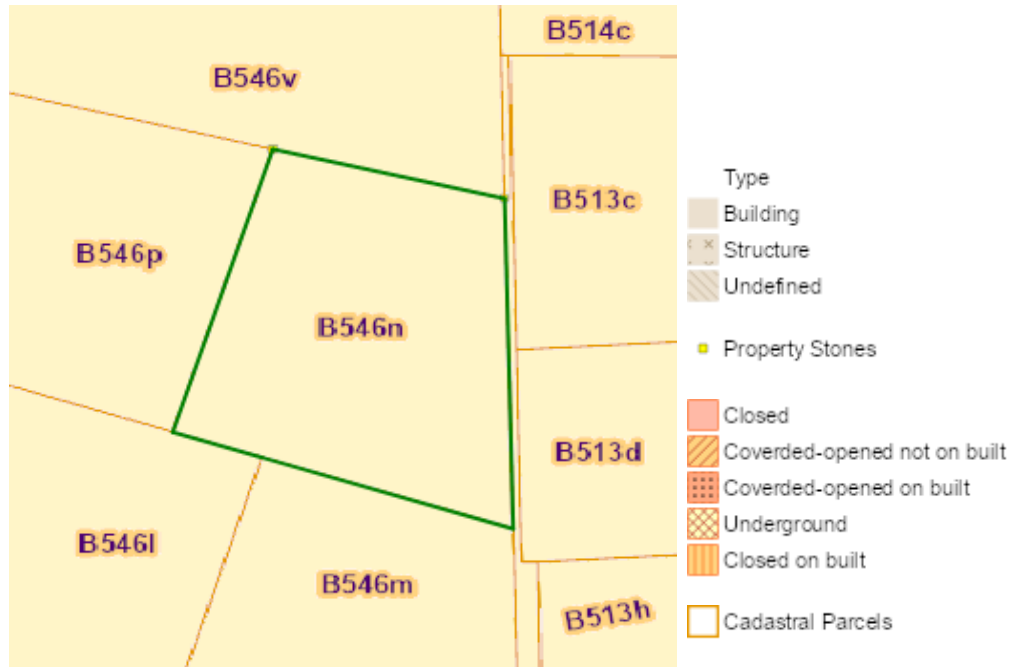 B514c
B546v
B513c
B546p
B546n
B513d
B546l
B546m
B513h
Type
Building
Structure
Undefined
Property Stones
Closed
Coverded-opened not on built
Coverded-opened on built
Underground
Closed on built
Cadastral Parcels